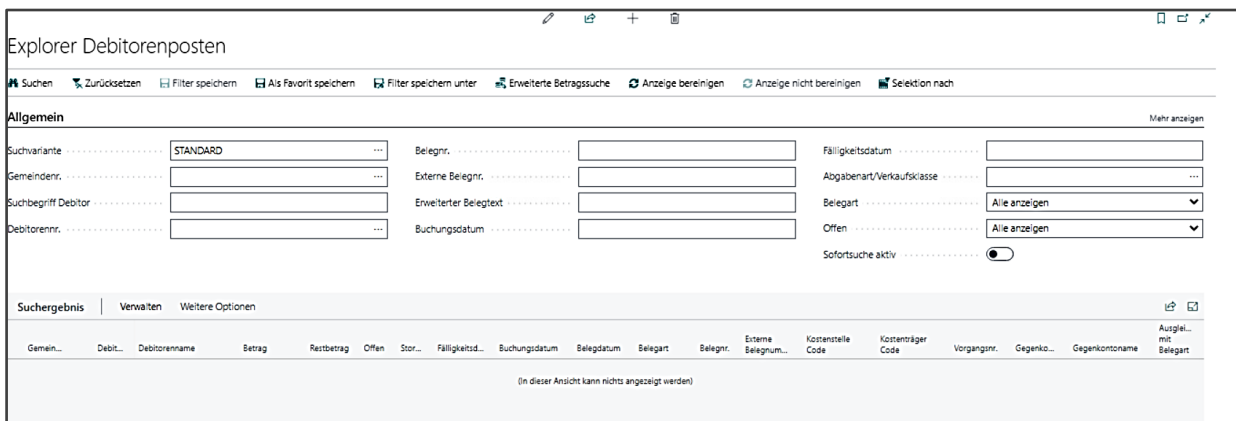 Explorer Debitorenposten
Suchen Zurücksetzen Filter speichern Als Favorit speichern Filter speichern unter Erweiterte Betragssuche Anzeige bereinigen Anzeige nicht bereinigen Selektion nach
Allgemein Mehr anzeigen
Suchvariante STANDARD ... Belegnr. Fälligkeitsdatum
Gemeindenr. ... Externe Belegnr. Abgabenart/Verkaufsklasse ...
Suchbegriff Debitor Erweiterter Belegtext Belegart Alle anzeigen
Debitorennr. ... Buchungsdatum Offen Alle anzeigen
Sofortsuche aktiv
Suchergebnis Verwalten Weitere Optionen
Gemein... Debit... Debitorenname Betrag Restbetrag Offen Stor... Fälligkeitsd... Buchungsdatum Belegdatum Belegart Belegnr. Externe Belegnum... Kostenstelle Code Kostenträger Code Vorgangsnr. Gegenko... Gegenkontoname Ausglei... mit Belegart
(In dieser Ansicht kann nichts angezeigt werden)